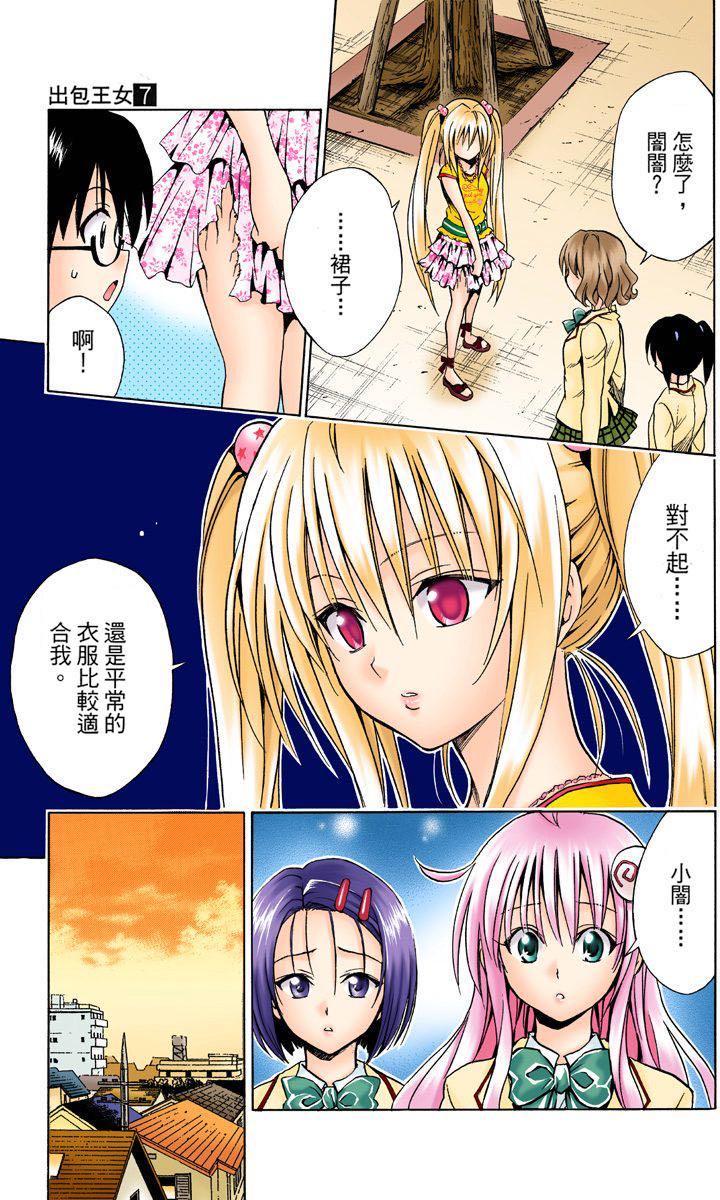 出包王女7
怎麼了，
闇闇？
……裙子…
啊！
對不起……
還是平常的
衣服比較適
合我。
小闇……